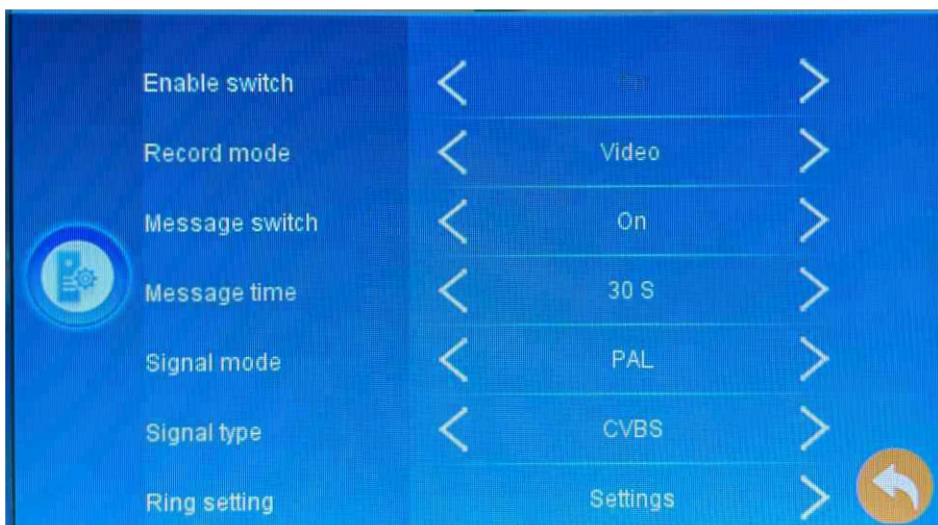 Enable switch
Record mode Video
Message switch On
Message time 30 S
Signal mode PAL
Signal type CVBS
Ring setting Settings